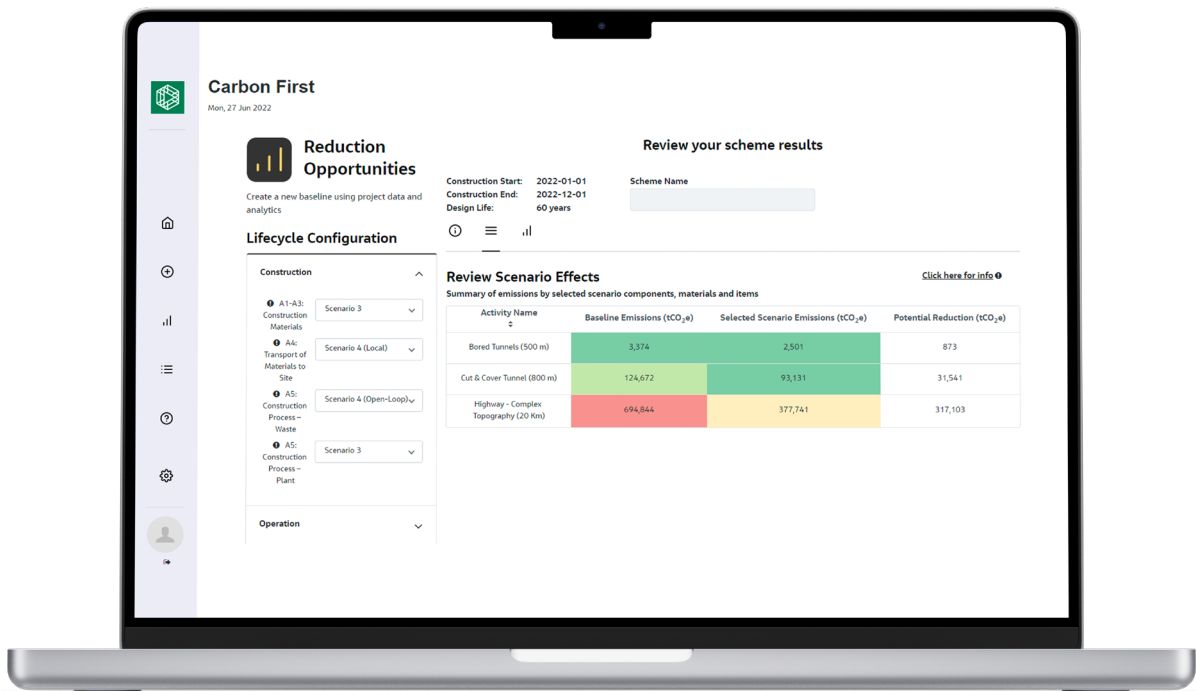 Carbon First
Mon, 27 Jun 2022
Reduction
Opportunities
Create a new baseline using project data and
analytics
Lifecycle Configuration
Construction
A1-A3:
Construction
Materials
Scenario 3
A4:
Transport of
Materials to
Site
Scenario 4 (Local)
A5:
Construction
Process –
Waste
Scenario 4 (Open-Loop)
A5:
Construction
Process –
Plant
Scenario 3
Operation
Review your scheme results
Construction Start: 2022-01-01
Construction End: 2022-12-01
Design Life: 60 years
Scheme Name
Review Scenario Effects
Click here for info
Summary of emissions by selected scenario components, materials and items
Activity Name Baseline Emissions (tCO₂e) Selected Scenario Emissions (tCO₂e) Potential Reduction (tCO₂e)
Bored Tunnels (500 m) 3,374 2,501 873
Cut & Cover Tunnel (800 m) 124,672 93,131 31,541
Highway - Complex
Topography (20 Km) 694,844 377,741 317,103